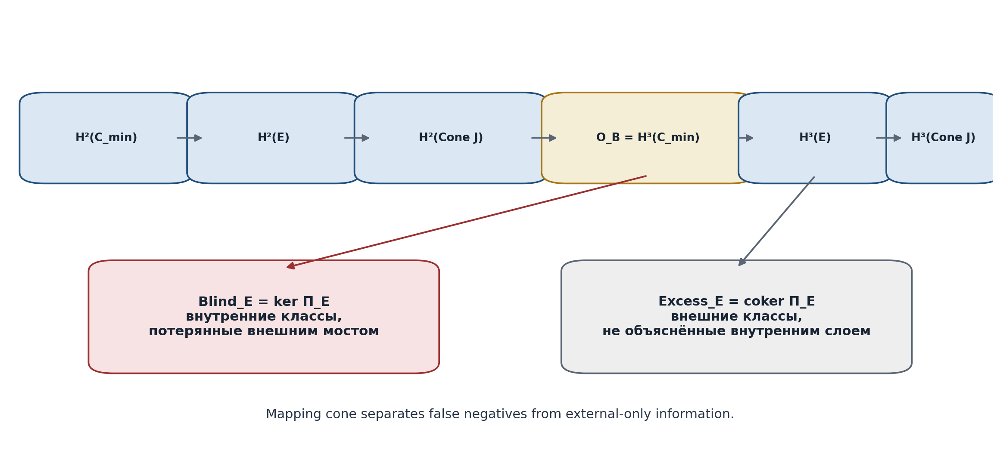 H²(C_min)
H²(E)
H²(Cone J)
O_B = H³(C_min)
H³(E)
H³(Cone J)
Blind_E = ker Π_E
внутренние классы,
потерянные внешним мостом
Excess_E = coker Π_E
внешние классы,
не объяснённые внутренним слоем
Mapping cone separates false negatives from external-only information.